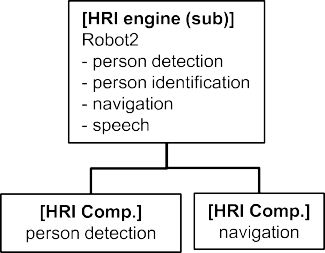 [HRI engine (sub)]
Robot2
- person detection
- person identification
- navigation
- speech
[HRI Comp.]
person detection
[HRI Comp.]
navigation